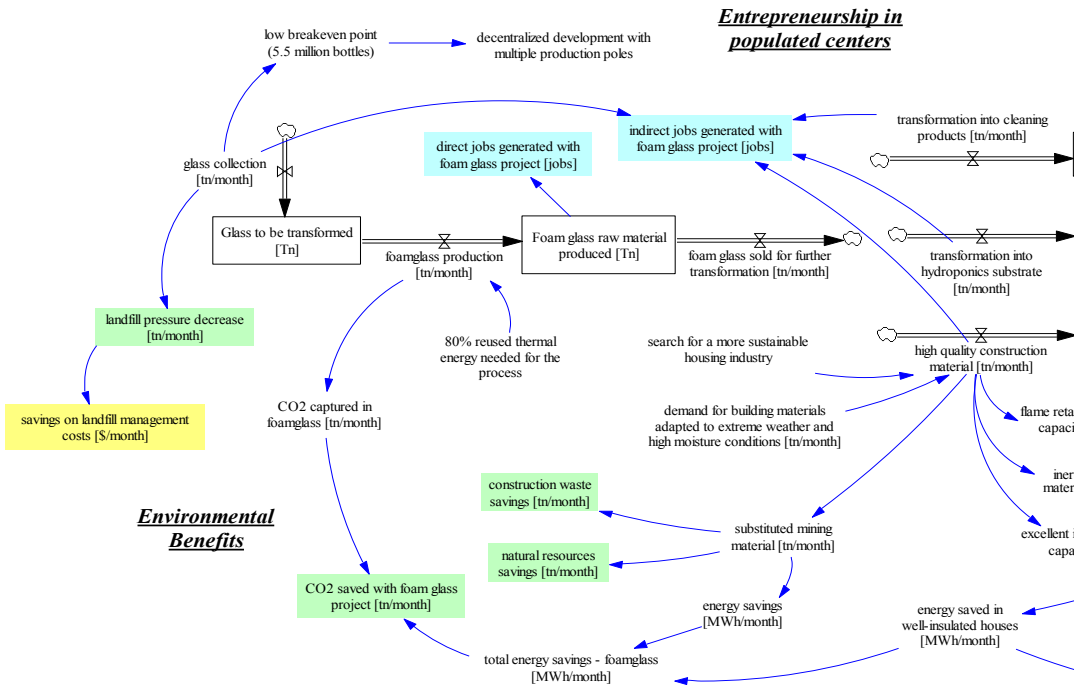 Entrepreneurship in
populated centers
low breakeven point
(5.5 million bottles)
decentralized development with
multiple production poles
glass collection
[tn/month]
direct jobs generated with
foam glass project [jobs]
indirect jobs generated with
foam glass project [jobs]
transformation into cleaning
products [tn/month]
Glass to be transformed
[Tn]
foamglass production
[tn/month]
Foam glass raw material
produced [Tn]
foam glass sold for further
transformation [tn/month]
transformation into
hydroponics substrate
[tn/month]
landfill pressure decrease
[tn/month]
80% reused thermal
energy needed for the
process
search for a more sustainable
housing industry
high quality construction
material [tn/month]
savings on landfill management
costs [$/month]
CO2 captured in
foamglass [tn/month]
demand for building materials
adapted to extreme weather and
high moisture conditions [tn/month]
flame reta
capaci
iner
mater
excellent i
capa
Environmental
Benefits
construction waste
savings [tn/month]
natural resources
savings [tn/month]
substituted mining
material [tn/month]
CO2 saved with foam glass
project [tn/month]
energy savings
[MWh/month]
energy saved in
well-insulated houses
[MWh/month]
total energy savings - foamglass
[MWh/month]